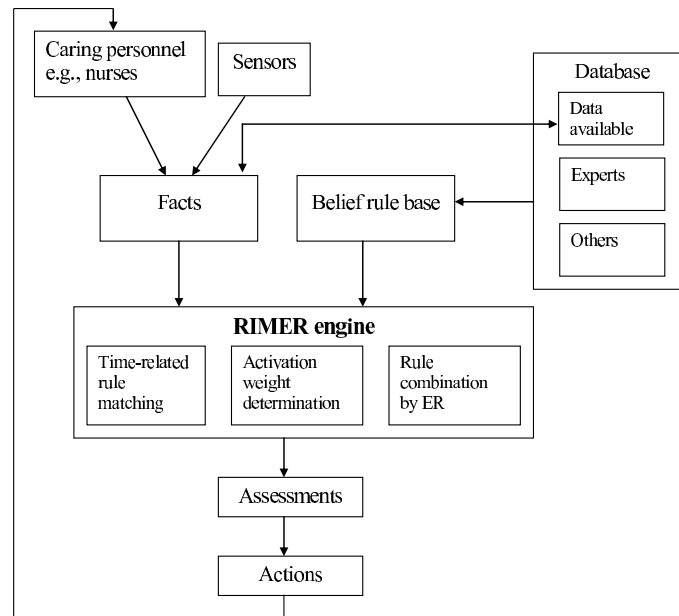 Caring personnel
e.g., nurses
Sensors
Database
Data
available
Experts
Others
Facts
Belief rule base
RIMER engine
Time-related
rule
matching
Activation
weight
determination
Rule
combination
by ER
Assessments
Actions